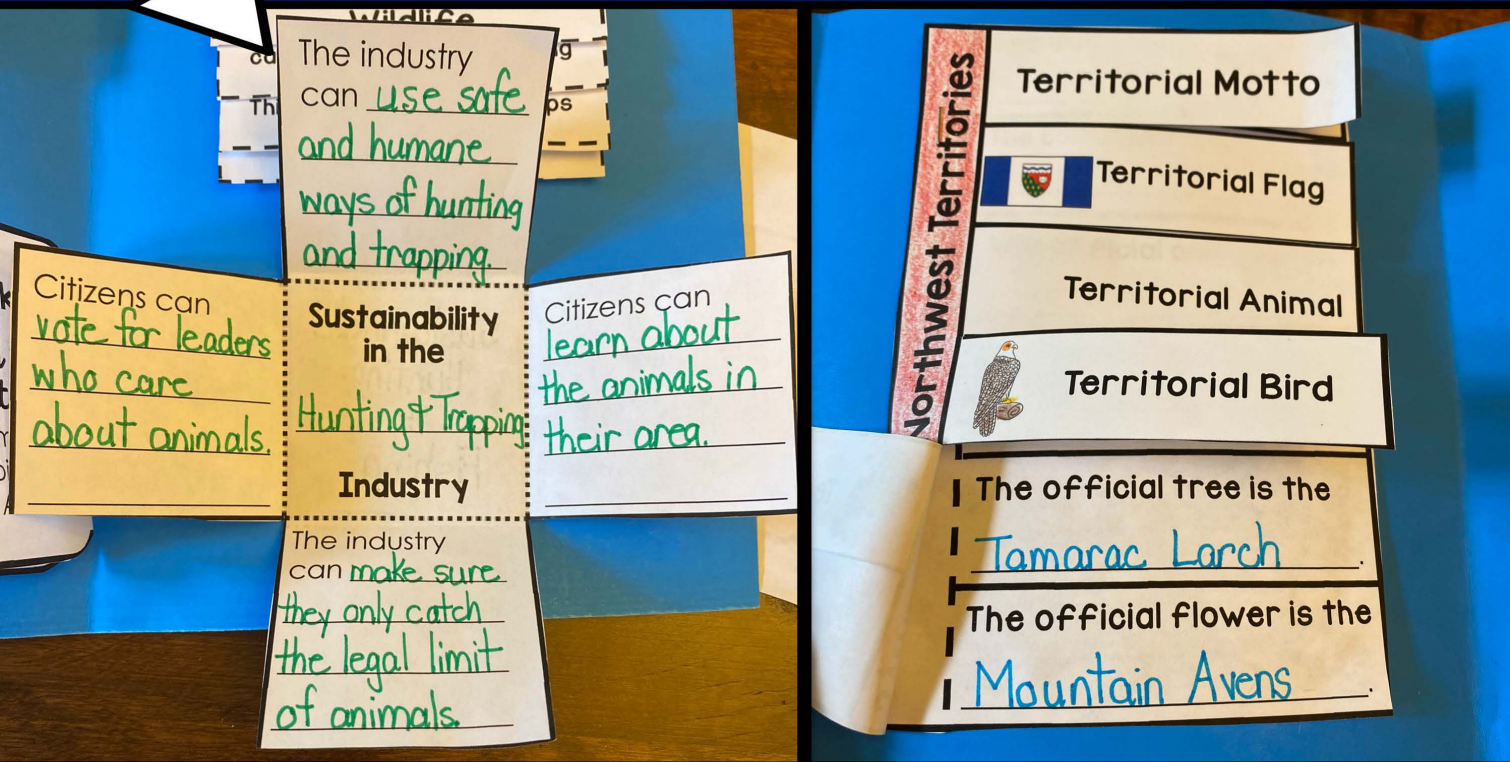 Wildlife
The industry
can use safe
and humane
ways of hunting
and trapping.
Citizens can
vote for leaders
who care
about animals.
Sustainability
in the
Hunting & Trapping
Industry
Citizens can
learn about
the animals in
their area.
The industry
can make sure
they only catch
the legal limit
of animals.
Northwest Territories
Territorial Motto
Territorial Flag
Territorial Animal
Territorial Bird
The official tree is the
Tamarac Larch.
The official flower is the
Mountain Avens.